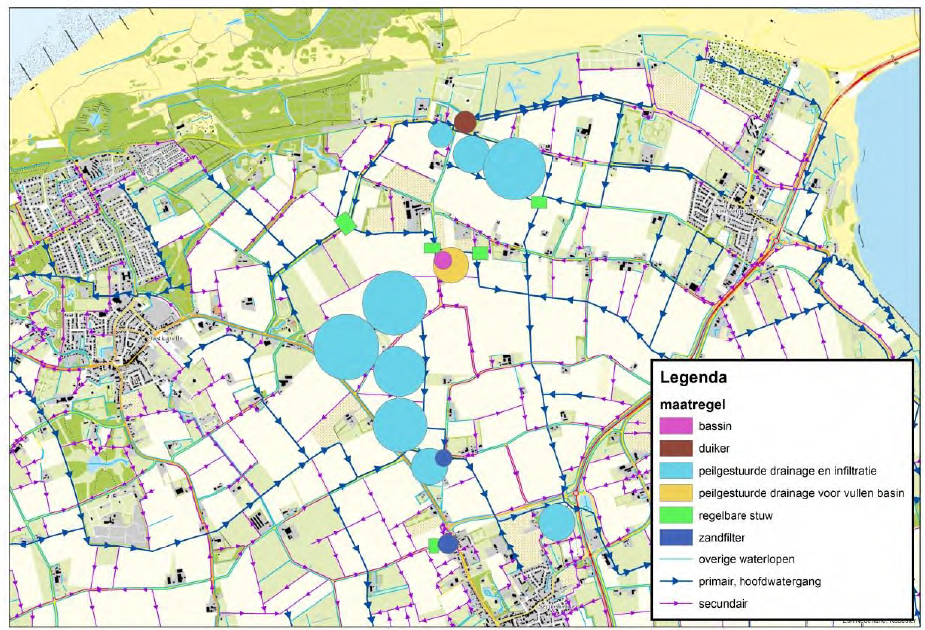 Legenda
maatregel
bassin
duiker
peilgestuurde drainage en infiltratie
peilgestuurde drainage voor vullen basin
regelbare stuw
zandfilter
overige waterlopen
primair, hoofdwatergang
secundair